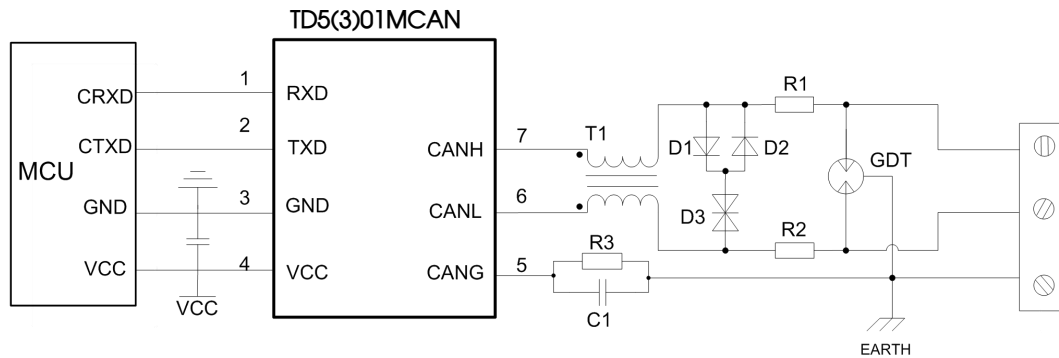 TD5(3)01MCAN
MCU
CRXD
CTXD
GND
VCC
1
2
3
4
VCC
RXD
TXD
GND
VCC
CANH
CANL
CANG
7
6
5
T1
D1
D2
D3
R1
R2
GDT
R3
C1
EARTH